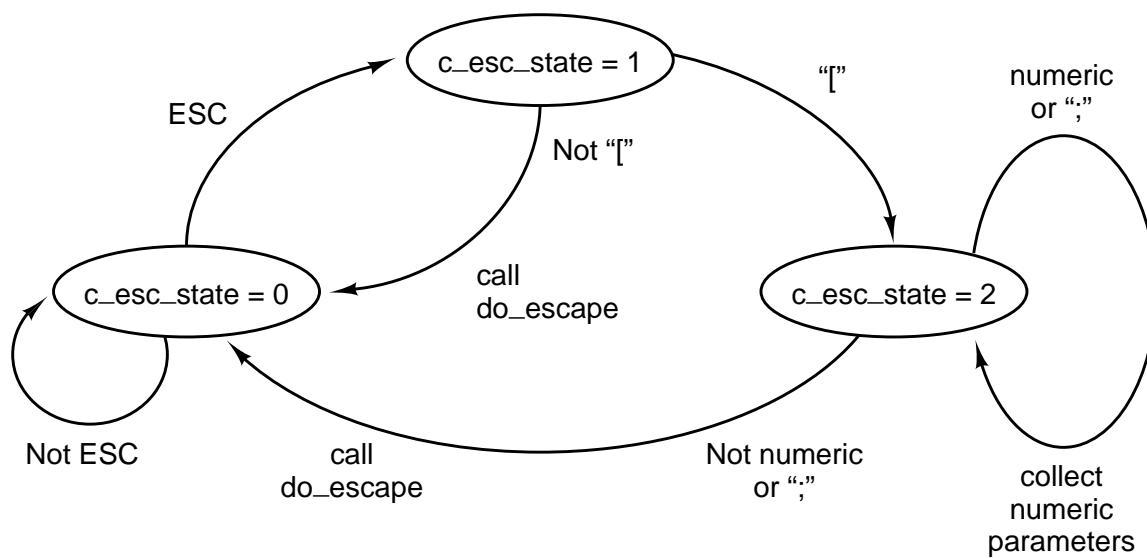 c_esc_state = 1
“[”
numeric
or “;”
ESC
Not “[”
c_esc_state = 0
call
do_escape
c_esc_state = 2
Not ESC
call
do_escape
Not numeric
or “;”
collect
numeric
parameters